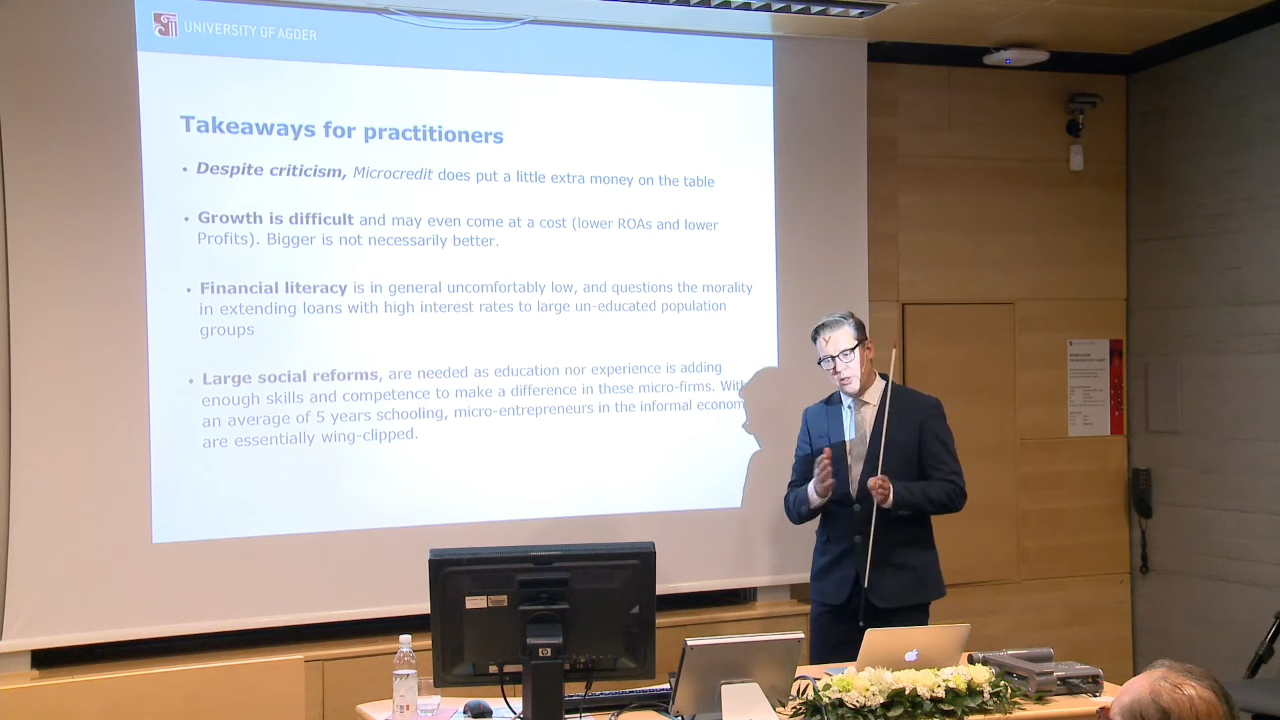 UNIVERSITY OF AGDER
Takeaways for practitioners
• Despite criticism, Microcredit does put a little extra money on the table
• Growth is difficult and may even come at a cost (lower ROAs and lower
Profits). Bigger is not necessarily better.
• Financial literacy is in general uncomfortably low, and questions the morality
in extending loans with high interest rates to large un-educated population
groups
• Large social reforms, are needed as education nor experience is adding
enough skills and competence to make a difference in these micro-firms. With
an average of 5 years schooling, micro-entrepreneurs in the informal econom
are essentially wing-clipped.
hp